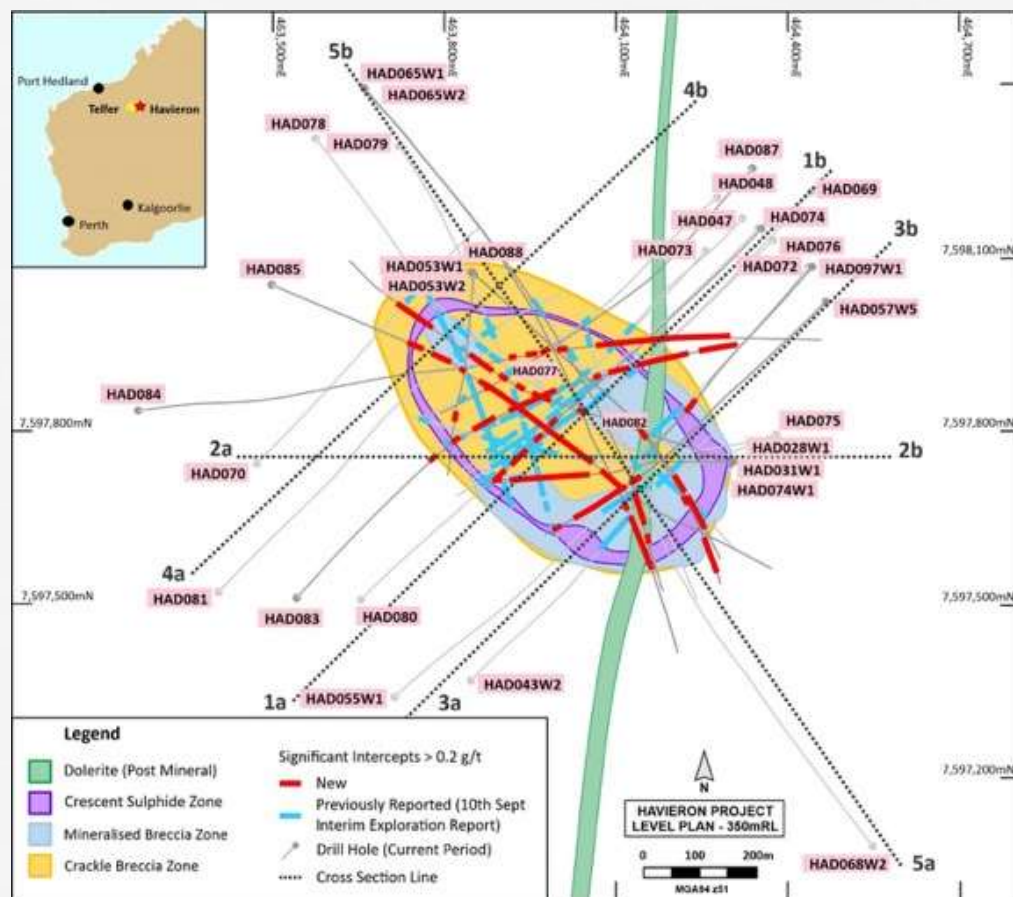 463,500mE
463,800mE
464,100mE
464,400mE
464,700mE
Port Hedland
Telfer
Havieron
Perth
Kalgoorlie
5b
HAD065W1
HAD065W2
4b
HAD078
HAD079
HAD087
HAD048
1b
HAD069
HAD047
HAD074
3b
HAD073
HAD076
HAD072
HAD097W1
7,598,100mN
HAD088
HAD053W1
HAD053W2
HAD085
HAD057W5
HAD077
HAD084
HAD082
7,597,800mN
7,597,800mN
HAD075
HAD028W1
2a
2b
HAD070
HAD031W1
HAD074W1
4a
HAD081
HAD083
HAD080
7,597,500mN
7,597,500mN
1a
HAD055W1
3a
HAD043W2
Legend
Dolerite (Post Mineral)
Crescent Sulphide Zone
Mineralised Breccia Zone
Crackle Breccia Zone
Significant Intercepts > 0.2 g/t
New
Previously Reported (10th Sept
Interim Exploration Report)
Drill Hole (Current Period)
Cross Section Line
N
7,597,200mN
HAVIERON PROJECT
LEVEL PLAN - 350mRL
0 100 200m
MGA94 z51
HAD068W2
5a